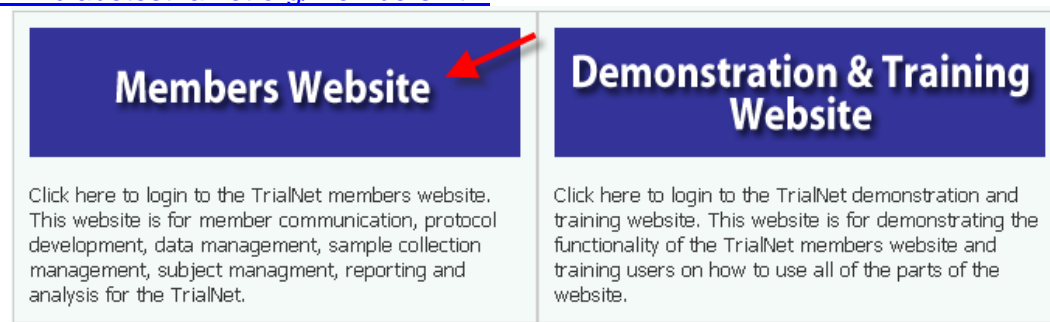 Members Website
Click here to login to the TrialNet members website.
This website is for member communication, protocol
development, data management, sample collection
management, subject managment, reporting and
analysis for the TrialNet.
Demonstration & Training
Website
Click here to login to the TrialNet demonstration and
training website. This website is for demonstrating the
functionality of the TrialNet members website and
training users on how to use all of the parts of the
website.